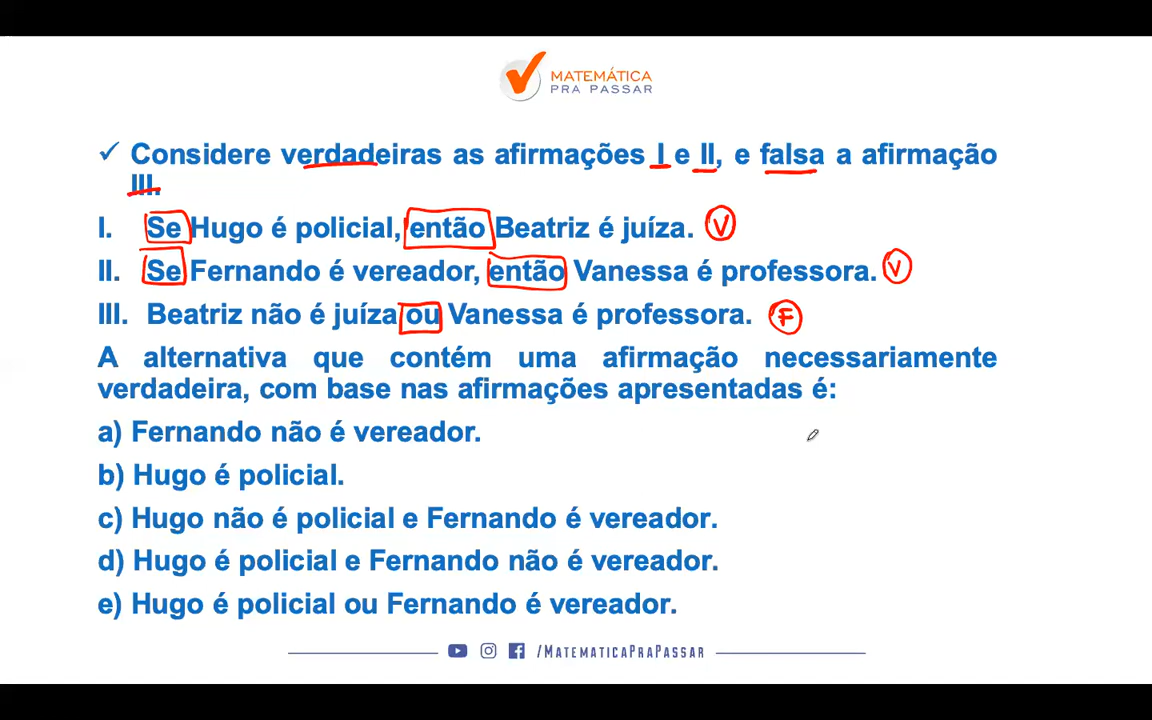 MATEMÁTICA
PRA PASSAR
✓ Considere verdadeiras as afirmações I e II, e falsa a afirmação
III.
I. Se Hugo é policial, então Beatriz é juíza. V
II. Se Fernando é vereador, então Vanessa é professora. V
III. Beatriz não é juíza ou Vanessa é professora. F
A alternativa que contém uma afirmação necessariamente
verdadeira, com base nas afirmações apresentadas é:
a) Fernando não é vereador.
b) Hugo é policial.
c) Hugo não é policial e Fernando é vereador.
d) Hugo é policial e Fernando não é vereador.
e) Hugo é policial ou Fernando é vereador.
/MATEMATICAPRAPASSAR